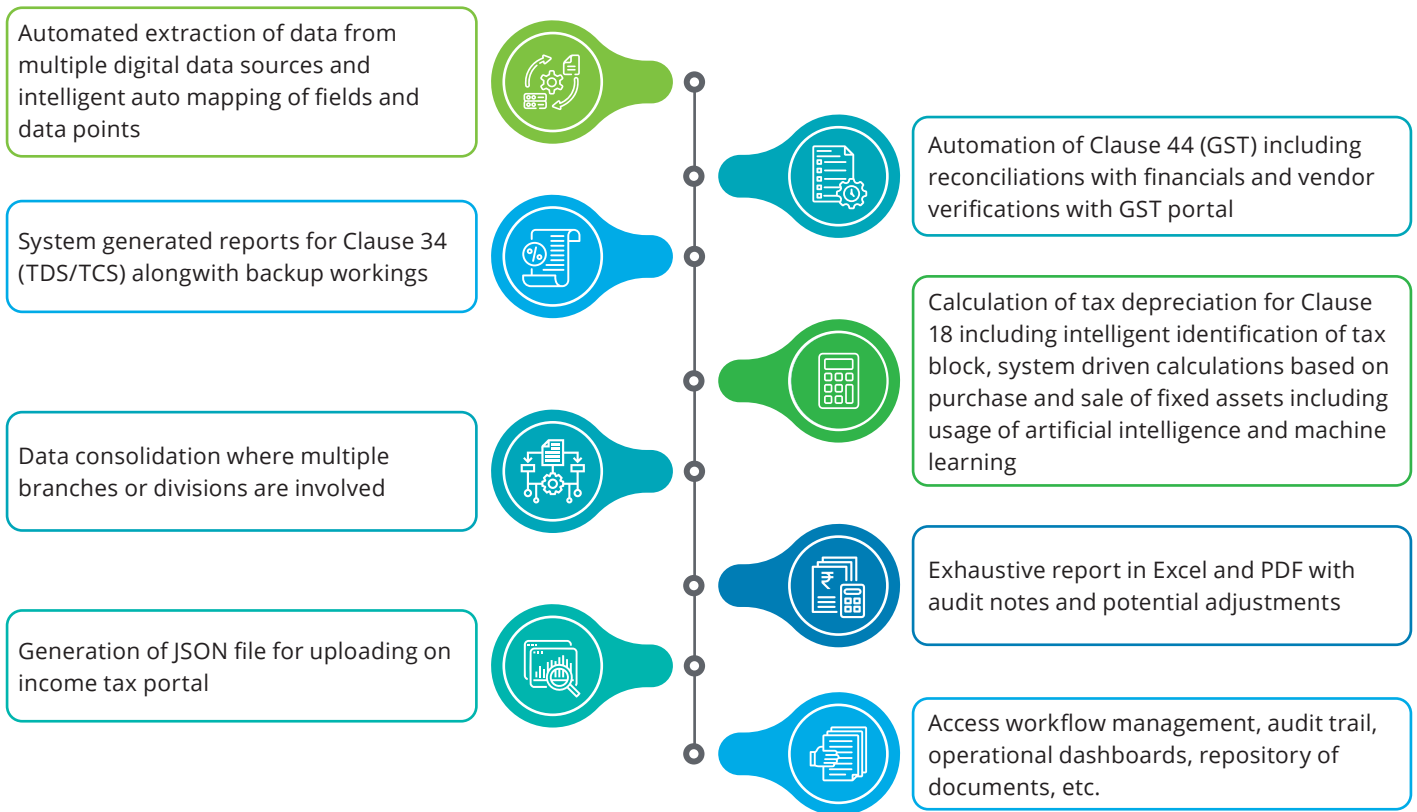 Automated extraction of data from
multiple digital data sources and
intelligent auto mapping of fields and
data points
Automation of Clause 44 (GST) including
reconciliations with financials and vendor
verifications with GST portal
System generated reports for Clause 34
(TDS/TCS) alongwith backup workings
Calculation of tax depreciation for Clause
18 including intelligent identification of tax
block, system driven calculations based on
purchase and sale of fixed assets including
usage of artificial intelligence and machine
learning
Data consolidation where multiple
branches or divisions are involved
Exhaustive report in Excel and PDF with
audit notes and potential adjustments
Generation of JSON file for uploading on
income tax portal
Access workflow management, audit trail,
operational dashboards, repository of
documents, etc.